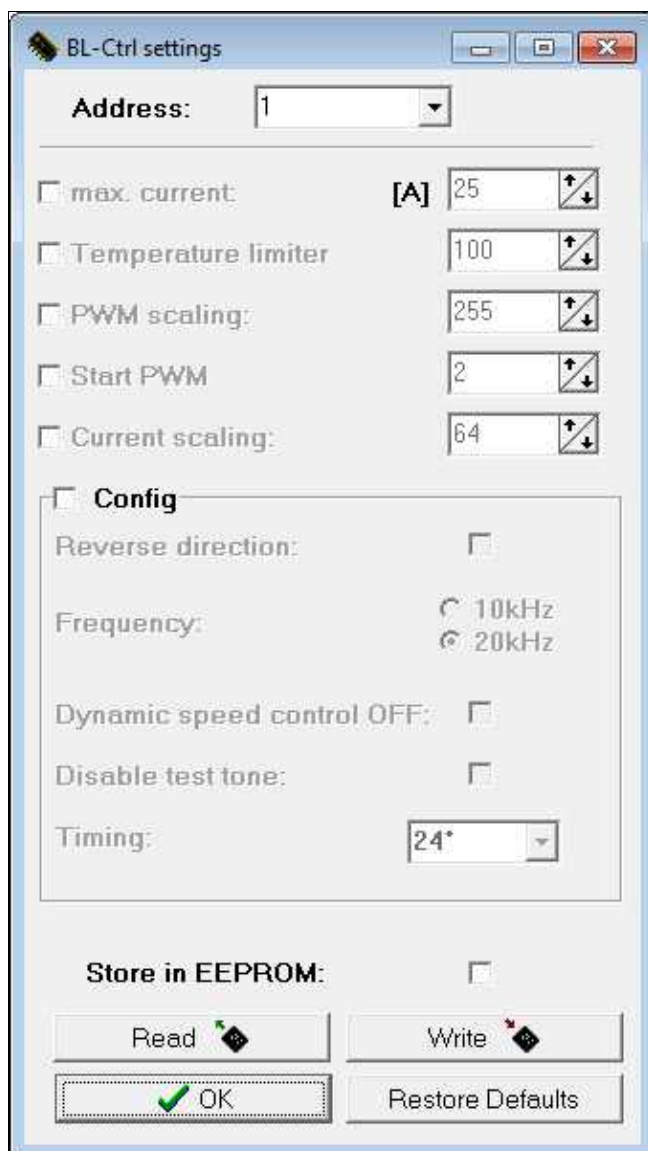 BL-Ctrl settings
Address: 1
max. current: [A] 25
Temperature limiter 100
PWM scaling: 255
Start PWM 2
Current scaling: 64
Config
Reverse direction:
Frequency: 10kHz
20kHz
Dynamic speed control OFF:
Disable test tone:
Timing: 24°
Store in EEPROM:
Read Write
OK Restore Defaults